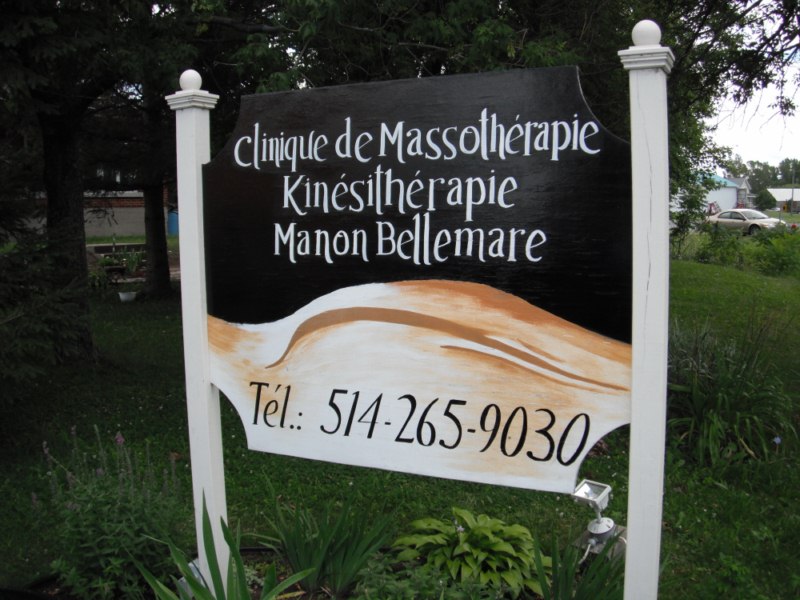 Clinique de Massothérapie
Kinésithérapie
Manon Bellemare
Tél.: 514-265-9030